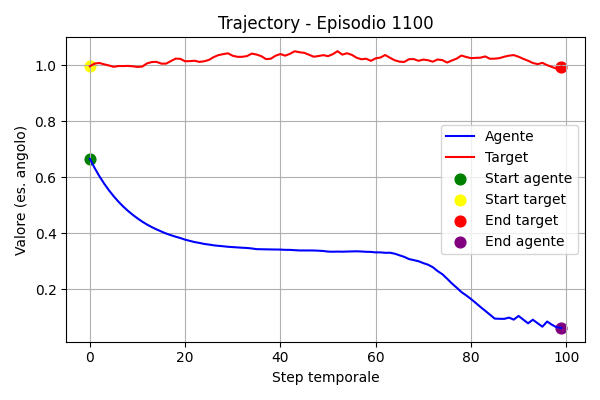 Trajectory - Episodio 1100
Valore (es. angolo)
1.0
0.8
0.6
0.4
0.2
Agente
Target
Start agente
Start target
End target
End agente
0 20 40 60 80 100
Step temporale